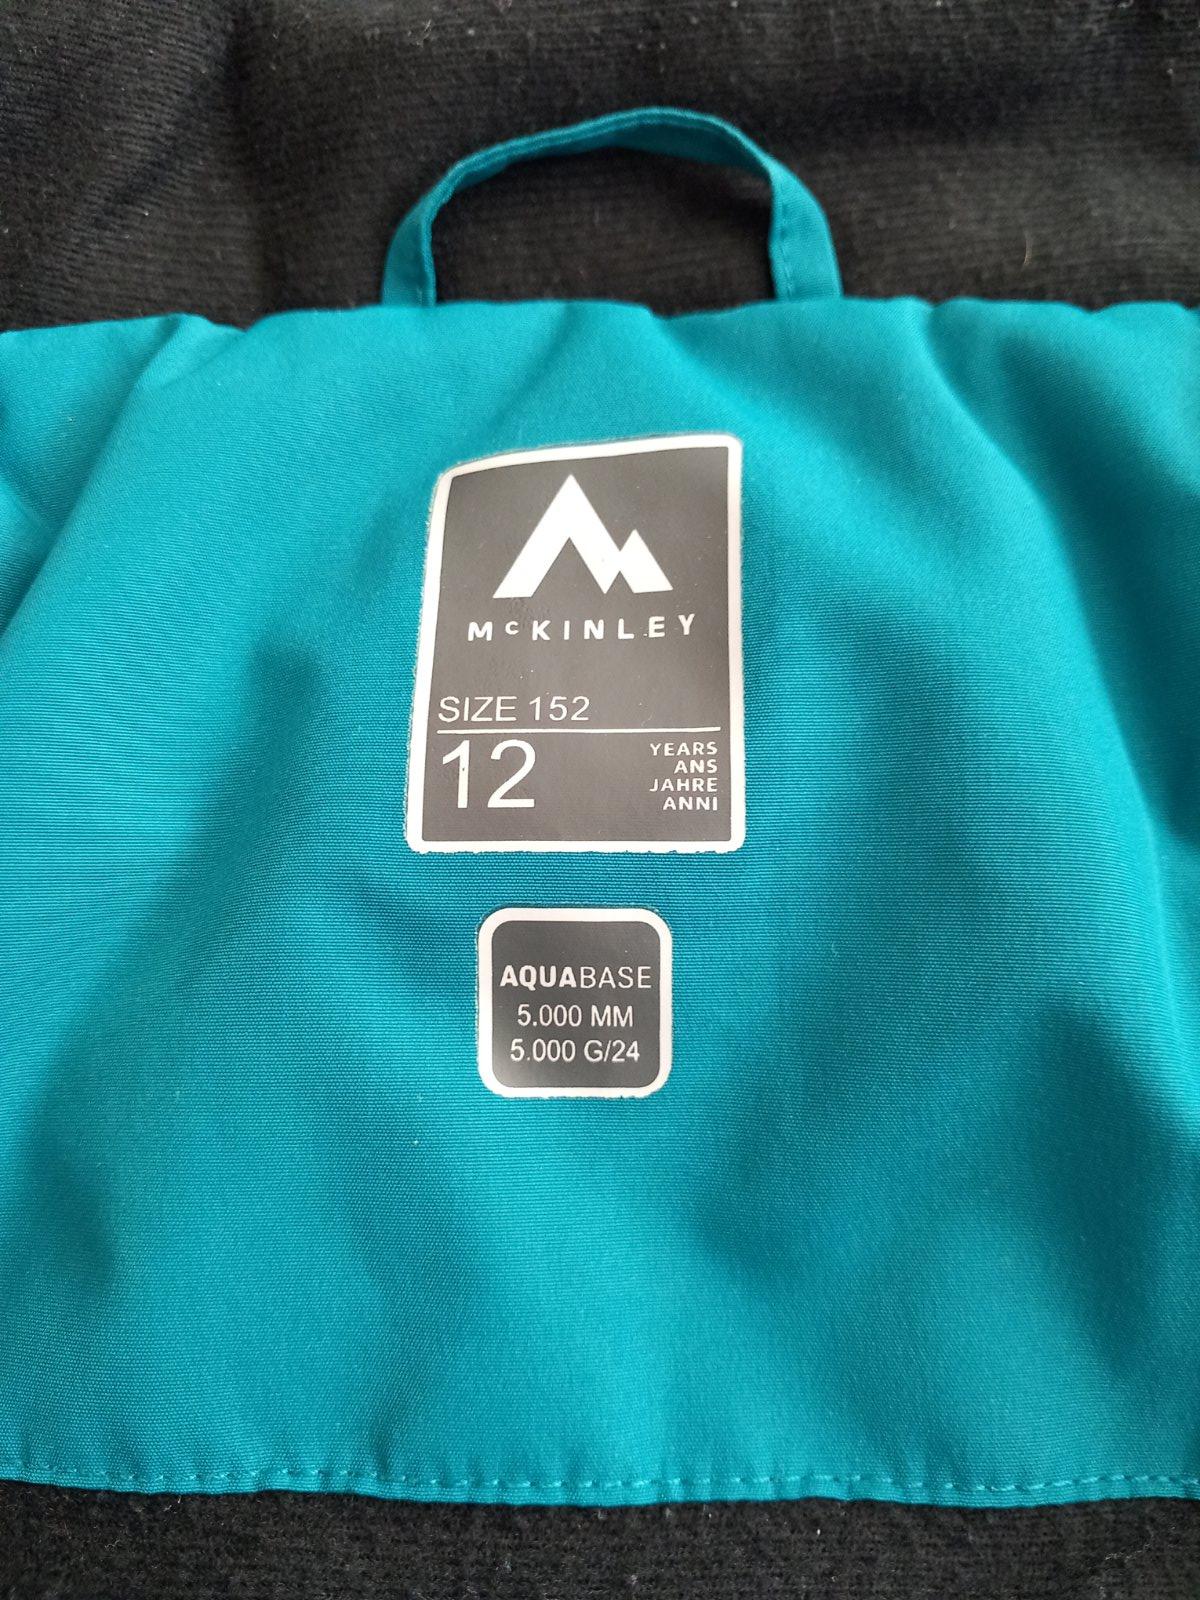 McKINLEY
SIZE 152
12
YEARS
ANS
JAHRE
ANNI
AQUABASE
5.000 MM
5.000 G/24